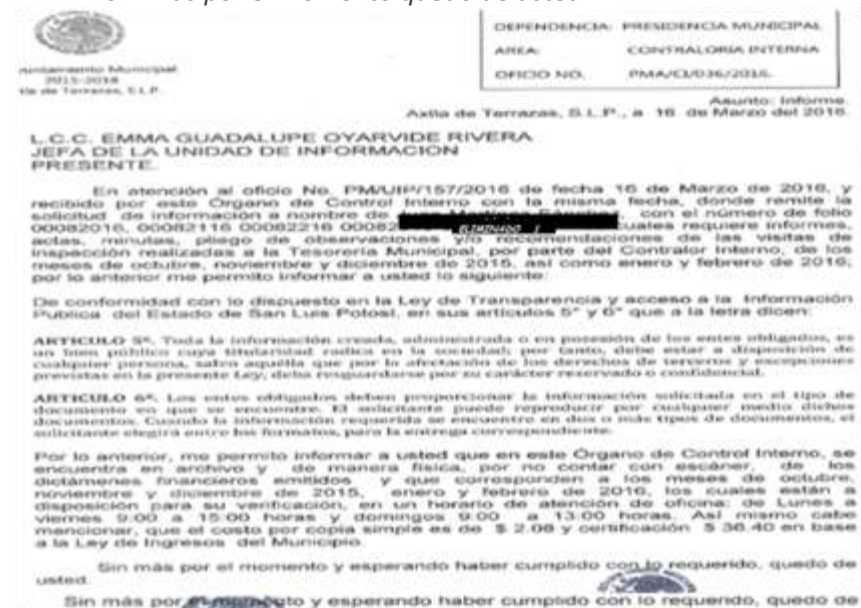 DEPENDENCIA: PRESIDENCIA MUNICIPAL
AREA: CONTRALORIA INTERNA
OFICIO NO. PMA/CI/036/2016.
Ayuntamiento Municipal
2015-2018
de Terrazas, S.L.P.
Asunto: Informe.
Axtla de Terrazas, S.L.P., a 16 de Marzo del 2016.
L.C.C. EMMA GUADALUPE OYARVIDE RIVERA
JEFA DE LA UNIDAD DE INFORMACION
PRESENTE.
En atención al oficio No. PM/UIP/157/2016 de fecha 16 de Marzo de 2016, y
recibido por este Órgano de Control Interno con la misma fecha, donde remite la
solicitud de información a nombre de con el número de folio
00082016, 00082116 00082216 00082 ELIMINADO 1 cuales requiere informes,
actas, minutas, pliego de observaciones y/o recomendaciones de las visitas de
inspección realizadas a la Tesorería Municipal, por parte del Contralor Interno, de los
meses de octubre, noviembre y diciembre de 2015, así como enero y febrero de 2016,
por lo anterior me permito informar a usted lo siguiente:
De conformidad con lo dispuesto en la Ley de Transparencia y acceso a la Información
Publica del Estado de San Luis Potosí, en sus artículos 5° y 6° que a la letra dicen:
ARTICULO 5°. Toda la información creada, administrada o en posesión de los entes obligados, es
un bien público cuya titularidad radica en la sociedad; por tanto, debe estar a disposición de
cualquier persona, salvo aquella que por la afectación de los derechos de terceros y excepciones
previstas en la presente Ley, deba resguardarse por su carácter reservado o confidencial.
ARTICULO 6°. Los entes obligados deben proporcionar la información solicitada en el tipo de
documento en que se encuentre. El solicitante puede reproducir por cualquier medio dichos
documentos. Cuando la información requerida se encuentre en dos o más tipos de documentos, el
solicitante elegirá entre los formatos, para la entrega correspondiente.
Por lo anterior, me permito informar a usted que en este Órgano de Control Interno, se
encuentra en archivo y de manera física, por no contar con escáner, de los
dictámenes financieros emitidos y que corresponden a los meses de octubre,
noviembre y diciembre de 2015, enero y febrero de 2016, los cuales están a
disposición para su verificación, en un horario de atención de oficina: de Lunes a
viernes 9:00 a 15:00 horas y domingos 9:00 a 13:00 horas. Así mismo cabe
mencionar, que el costo por copia simple es de $ 2.08 y certificación $ 36.40 en base
a la Ley de Ingresos del Municipio.
Sin más por el momento y esperando haber cumplido con lo requerido, quedo de
usted.
Sin más por el momento y esperando haber cumplido con lo requerido, quedo de